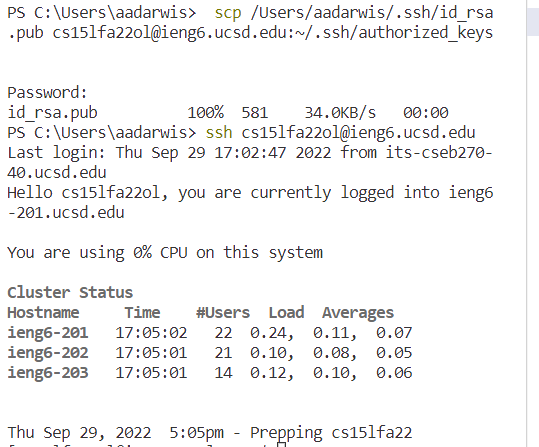 PS C:\Users\aadarwis>  scp /Users/aadarwis/.ssh/id_rsa
.pub cs15lfa22ol@ieng6.ucsd.edu:~/.ssh/authorized_keys
Password:
id_rsa.pub          100%  581    34.0KB/s   00:00
PS C:\Users\aadarwis> ssh cs15lfa22ol@ieng6.ucsd.edu
Last login: Thu Sep 29 17:02:47 2022 from its-cseb270-
40.ucsd.edu
Hello cs15lfa22ol, you are currently logged into ieng6
-201.ucsd.edu
You are using 0% CPU on this system
Cluster Status
Hostname     Time    #Users  Load  Averages
ieng6-201   17:05:02   22  0.24,  0.11,  0.07
ieng6-202   17:05:01   21  0.10,  0.08,  0.05
ieng6-203   17:05:01   14  0.12,  0.10,  0.06
Thu Sep 29, 2022  5:05pm - Prepping cs15lfa22